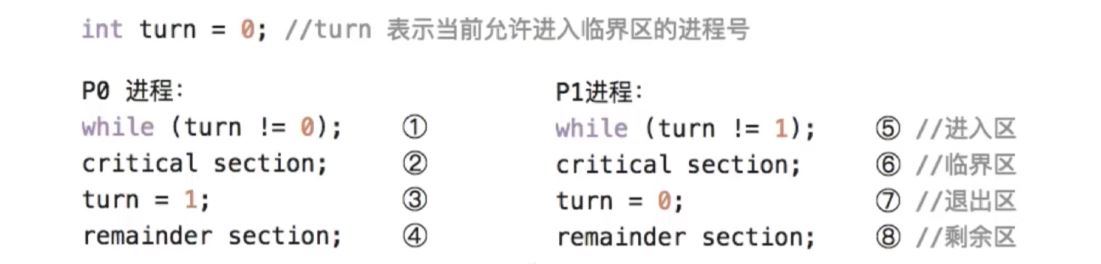 int turn = 0; //turn 表示当前允许进入临界区的进程号
P0 进程:
while (turn != 0); ①
critical section; ②
turn = 1; ③
remainder section; ④
P1进程:
while (turn != 1); ⑤ //进入区
critical section; ⑥ //临界区
turn = 0; ⑦ //退出区
remainder section; ⑧ //剩余区